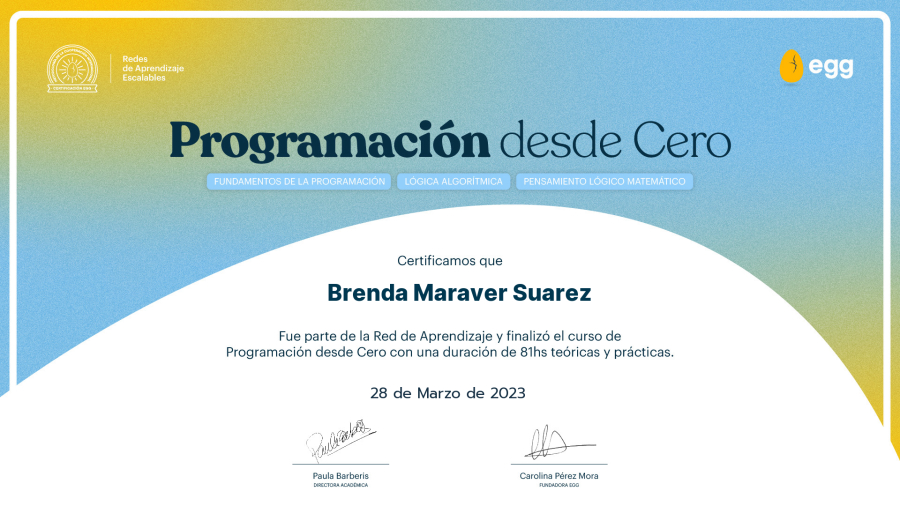 CERTIFICACIÓN EGG
Redes
de Aprendizaje
Escalables
egg
Programación desde Cero
FUNDAMENTOS DE LA PROGRAMACIÓN
LÓGICA ALGORÍTMICA
PENSAMIENTO LÓGICO MATEMÁTICO
Certificamos que
Brenda Maraver Suarez
Fue parte de la Red de Aprendizaje y finalizó el curso de
Programación desde Cero con una duración de 81hs teóricas y prácticas.
28 de Marzo de 2023
Paula Barberis
DIRECTORA ACADÉMICA
Carolina Pérez Mora
FUNDADORA EGG